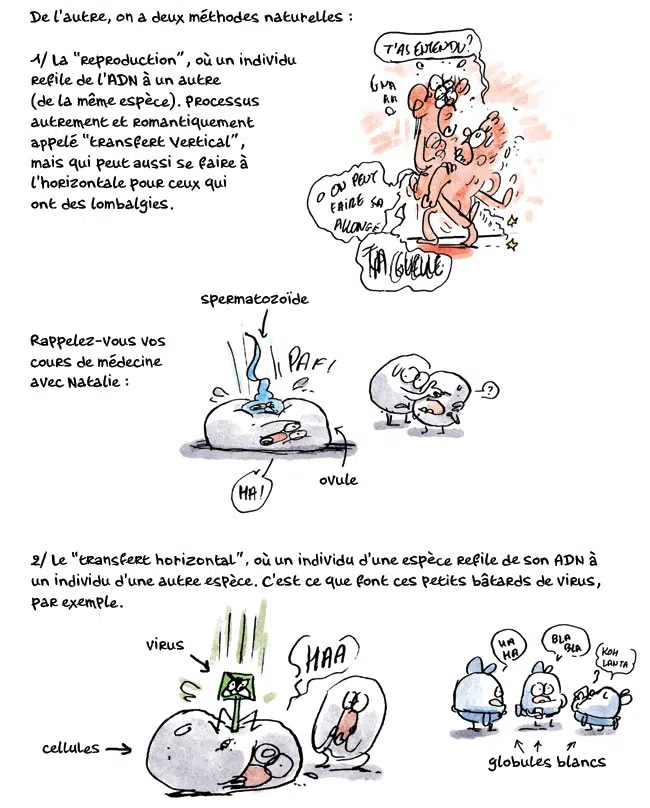 De l'autre, on a deux méthodes naturelles :
1/ La "reproduction", où un individu
refile de l'ADN à un autre
(de la même espèce). Processus
autrement et romantiquement
appelé "transfert vertical",
mais qui peut aussi se faire à
l'horizontale pour ceux qui
ont des lombalgies.
T'AS ENTENDU?
ON PEUT
FAIRE ÇA
ALLONGÉ
TA GUEULE
spermatozoïde
Rappelez-vous vos
cours de médecine
avec Natalie :
PAF!
?
ovule
HA!
2/ Le "transfert horizontal", où un individu d'une espèce refile de son ADN à
un individu d'une autre espèce. C'est ce que font ces petits bâtards de virus,
par exemple.
virus
HAA
HA
HA
BLA
BLA
KOH
LANTA
cellules
globules blancs